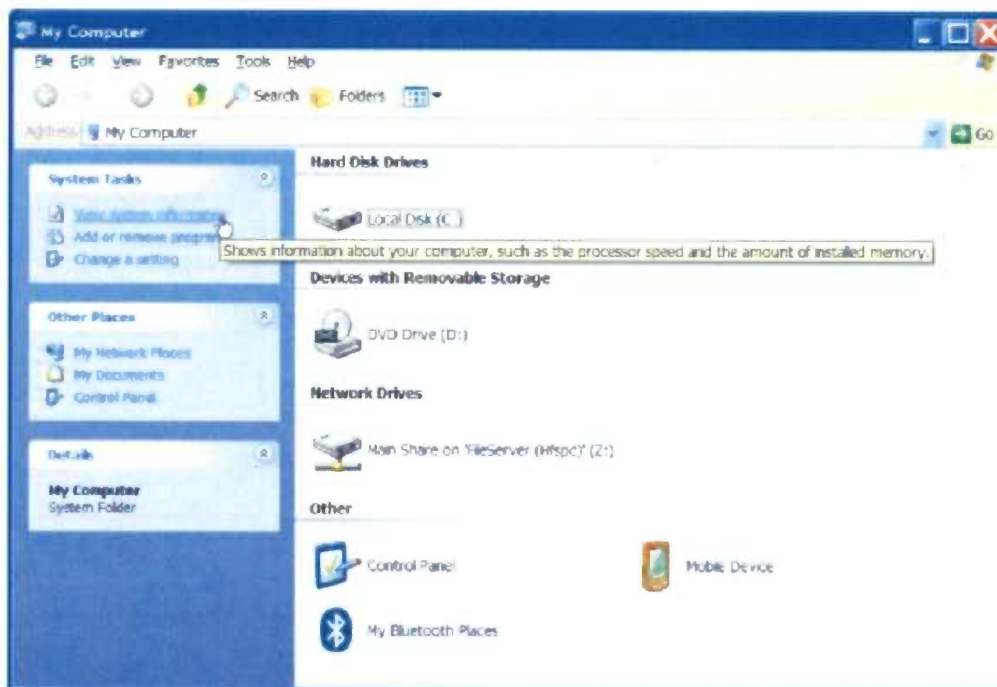 My Computer
File Edit View Favorites Tools Help
Search Folders
Address My Computer Go
System Tasks
View system information
Add or remove program
Change a setting
Other Places
My Network Places
My Documents
Control Panel
Details
My Computer
System Folder
Hard Disk Drives
Local Disk (C:)
Shows information about your computer, such as the processor speed and the amount of installed memory.
Devices with Removable Storage
DVD Drive (D:)
Network Drives
Main Share on 'FileServer (Hfspc)' (Z:)
Other
Control Panel
Mobile Device
My Bluetooth Places